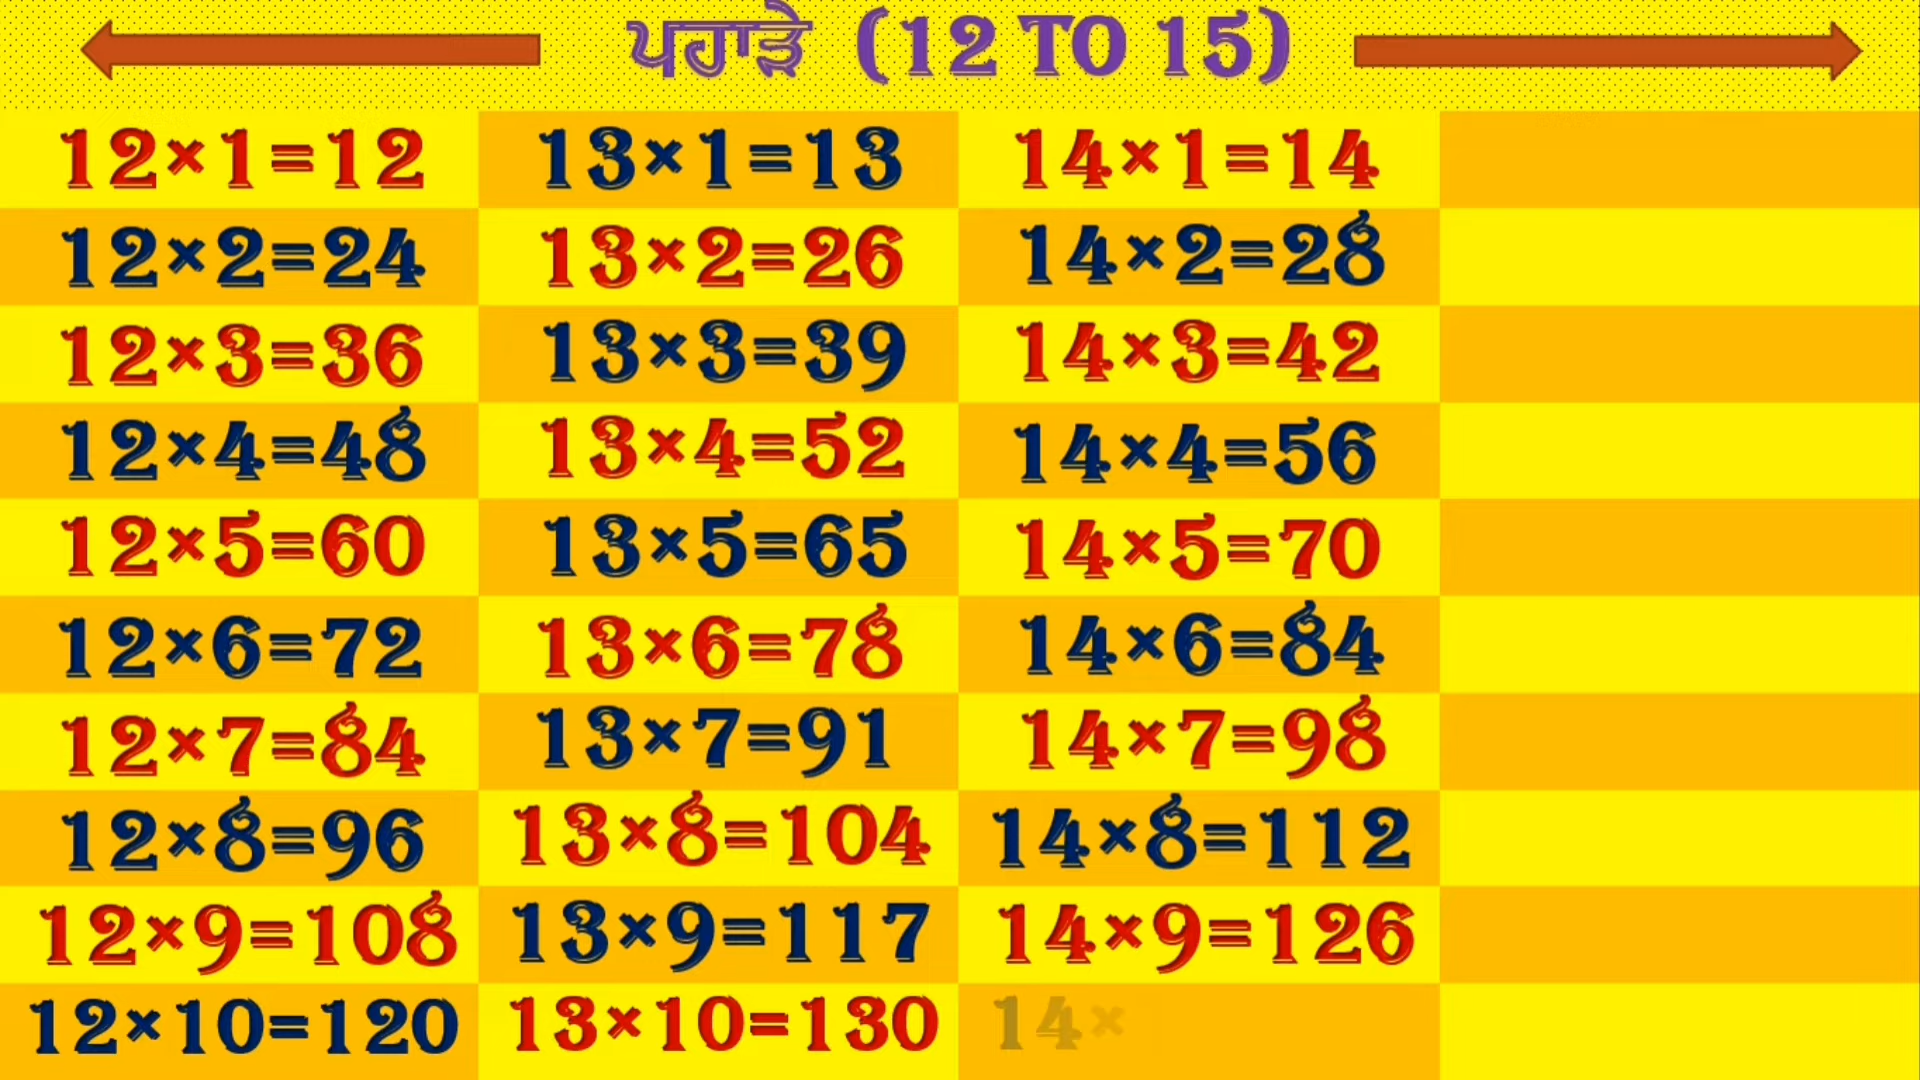 ਪਹਾੜੇ (12 TO 15)
12×1=12 13×1=13 14×1=14
12×2=24 13×2=26 14×2=28
12×3=36 13×3=39 14×3=42
12×4=48 13×4=52 14×4=56
12×5=60 13×5=65 14×5=70
12×6=72 13×6=78 14×6=84
12×7=84 13×7=91 14×7=98
12×8=96 13×8=104 14×8=112
12×9=108 13×9=117 14×9=126
12×10=120 13×10=130 14×